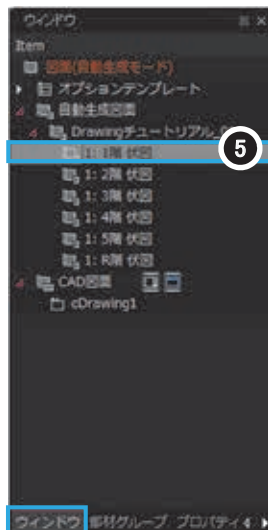 ウィンドウ
Item
図面(自動生成モード)
オプションテンプレート
自動生成図面
Drawingチュートリアル_
5
1: 1階 伏図
1: 2階 伏図
1: 3階 伏図
1: 4階 伏図
1: 5階 伏図
1: R階 伏図
CAD図面
cDrawing1
ウィンドウ 部材グループ プロパティ